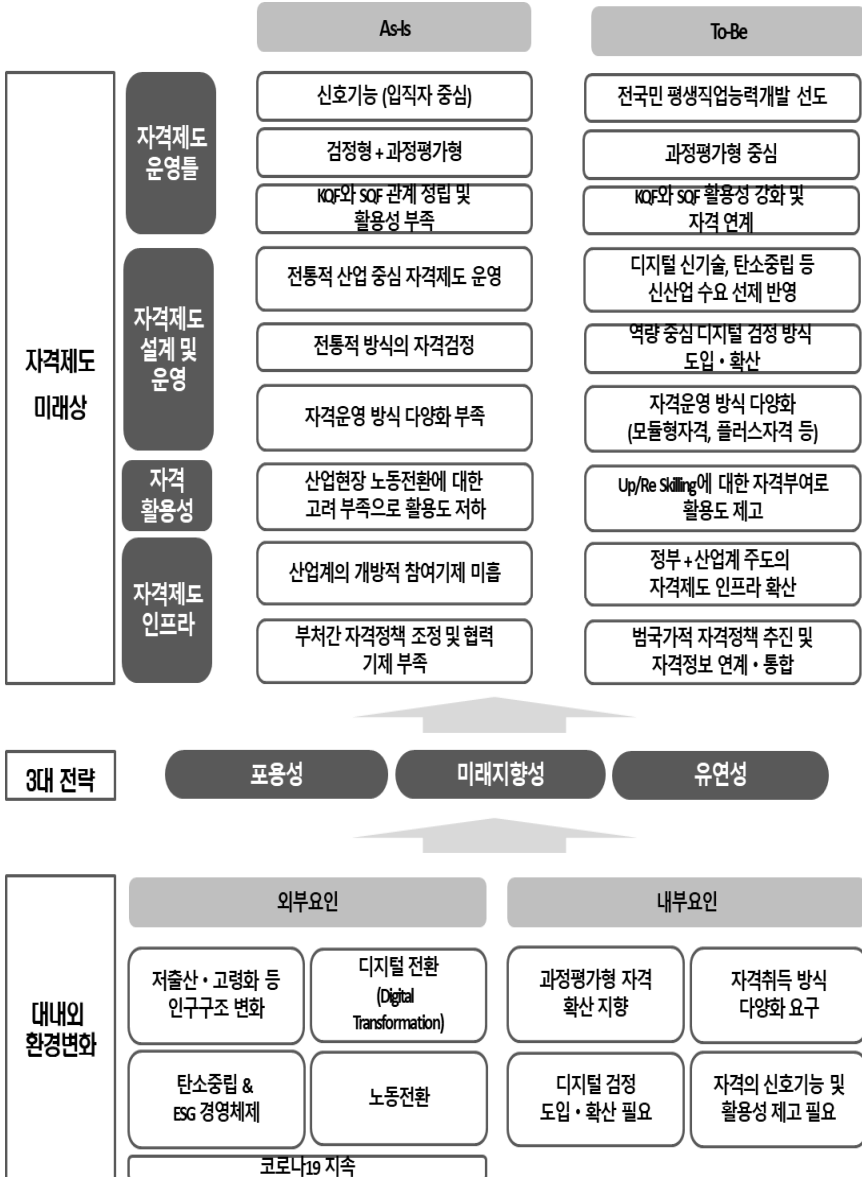 As-Is
To-Be
자격제도
미래상
자격제도
운영틀
신호기능 (입직자 중심)
전국민 평생직업능력개발 선도
검정형 + 과정평가형
과정평가형 중심
KQF와 SQF 관계 정립 및
활용성 부족
KQF와 SQF 활용성 강화 및
자격 연계
자격제도
설계 및
운영
전통적 산업 중심 자격제도 운영
디지털 신기술, 탄소중립 등
신산업 수요 선제 반영
전통적 방식의 자격검정
역량 중심 디지털 검정 방식
도입・확산
자격운영 방식 다양화 부족
자격운영 방식 다양화
(모듈형자격, 플러스자격 등)
자격
활용성
산업현장 노동전환에 대한
고려 부족으로 활용도 저하
Up/Re Skilling에 대한 자격부여로
활용도 제고
자격제도
인프라
산업계의 개방적 참여기제 미흡
정부 + 산업계 주도의
자격제도 인프라 확산
부처간 자격정책 조정 및 협력
기제 부족
범국가적 자격정책 추진 및
자격정보 연계・통합
3대 전략
포용성
미래지향성
유연성
대내외
환경변화
외부요인
내부요인
저출산・고령화 등
인구구조 변화
디지털 전환
(Digital
Transformation)
과정평가형 자격
확산 지향
자격취득 방식
다양화 요구
탄소중립 &
ESG 경영체제
노동전환
디지털 검정
도입・확산 필요
자격의 신호기능 및
활용성 제고 필요
코로나19 지속